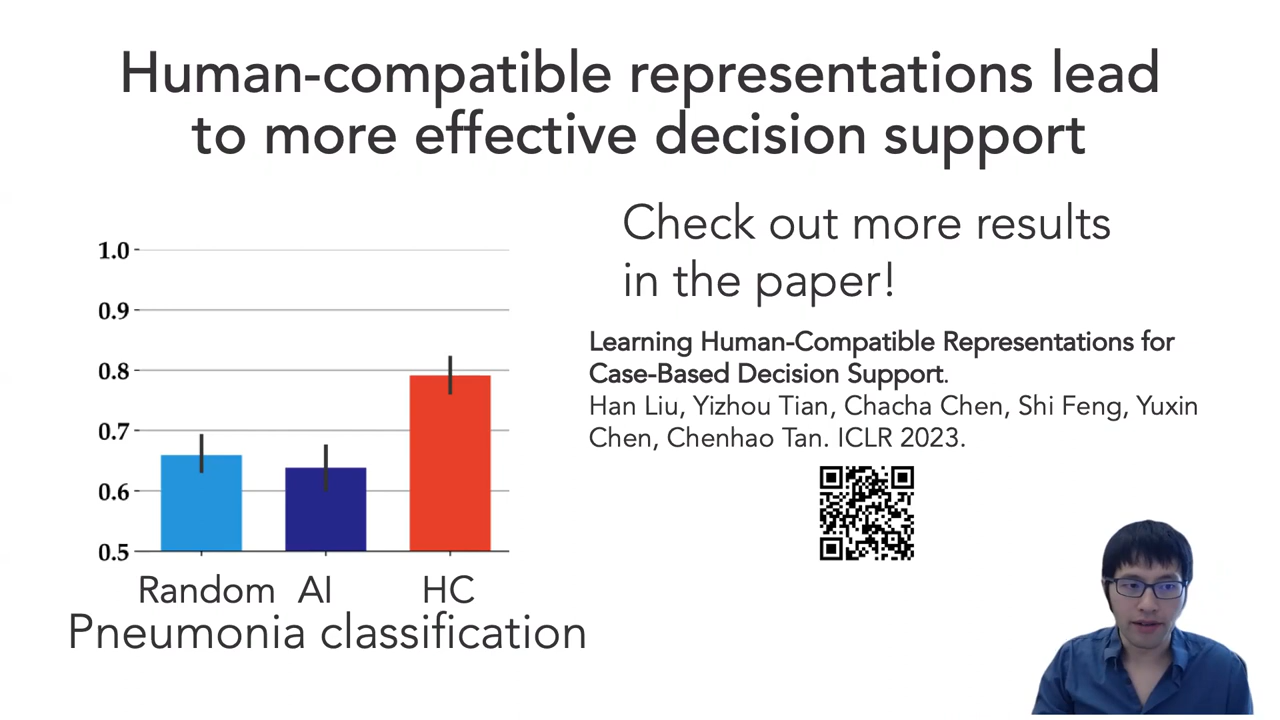 Human-compatible representations lead
to more effective decision support
1.0
0.9
0.8
0.7
0.6
0.5
Random AI HC
Pneumonia classification
Check out more results
in the paper!
Learning Human-Compatible Representations for
Case-Based Decision Support.
Han Liu, Yizhou Tian, Chacha Chen, Shi Feng, Yuxin
Chen, Chenhao Tan. ICLR 2023.